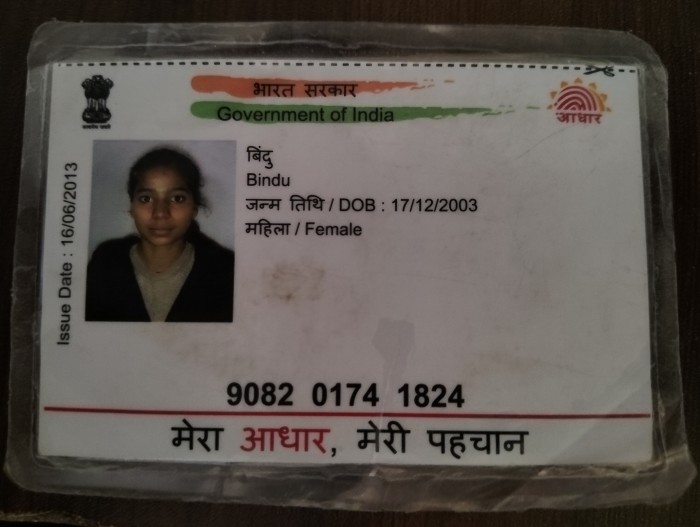 भारत सरकार
Government of India
आधार
Issue Date : 16/06/2013
बिंदु
Bindu
जन्म तिथि / DOB : 17/12/2003
महिला / Female
9082 0174 1824
मेरा आधार, मेरी पहचान